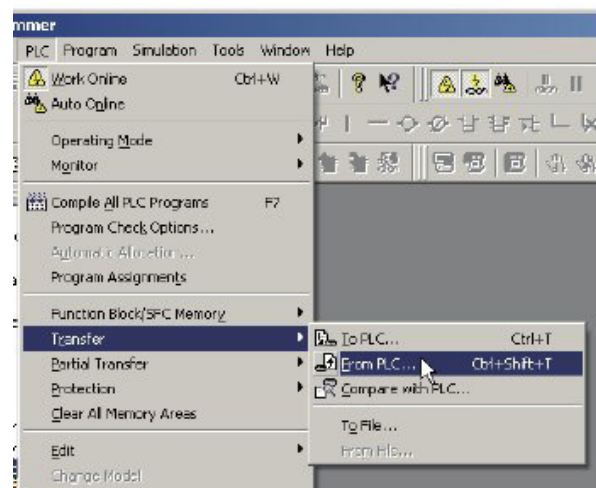 mmer
PLC Program Simulation Tools Window Help
Work Online Ctrl+W
Auto Online
Operating Mode
Monitor
Compile All PLC Programs F7
Program Check Options...
Automatic Allocation...
Program Assignments
Function Block/SFC Memory
Transfer
Partial Transfer
Protection
Clear All Memory Areas
Edit
Change Model
To PLC... Ctrl+T
From PLC... Ctrl+Shift+T
Compare with PLC...
To File...
From File...